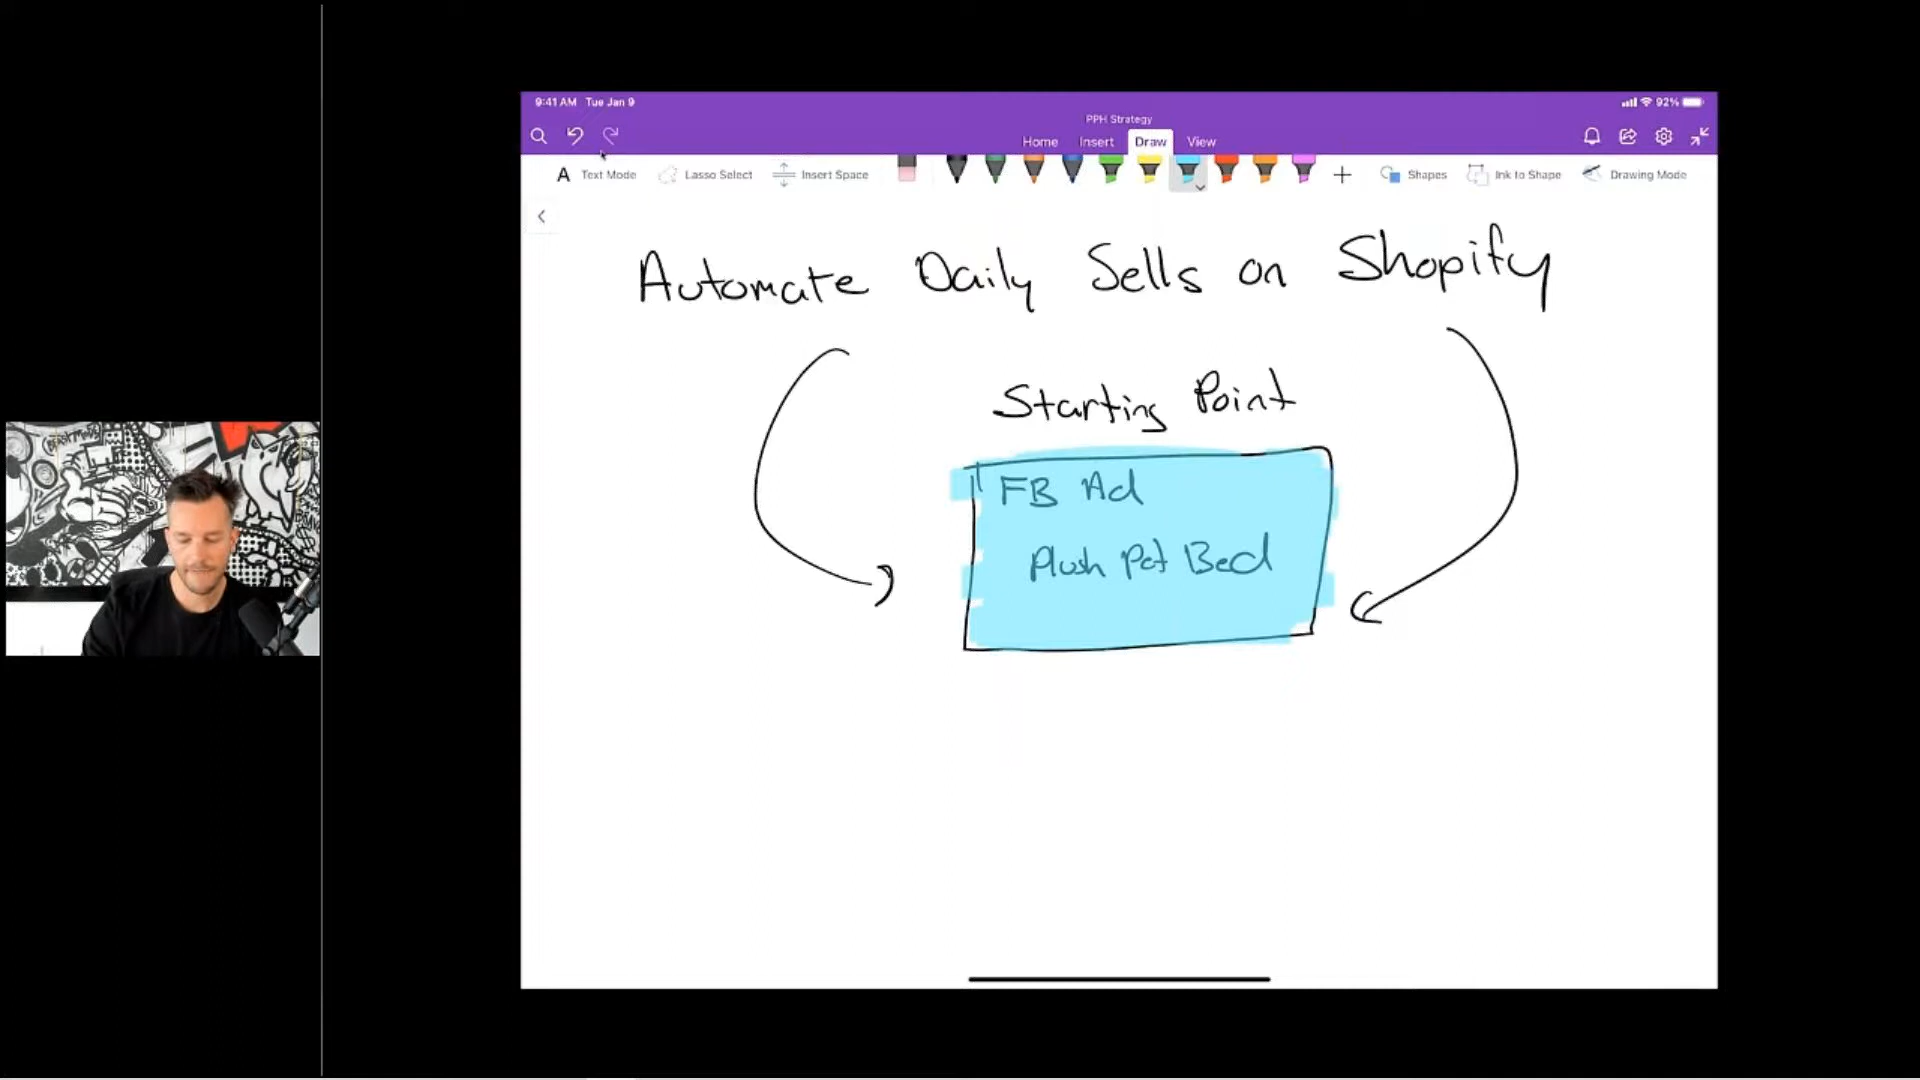 9:41 AM Tue Jan 9
92%
PPH Strategy
Home Insert Draw View
A Text Mode Lasso Select Insert Space Shapes Ink to Shape Drawing Mode
Automate Daily Sells on Shopify
Starting Point
FB Ad
Plush Pet Bed